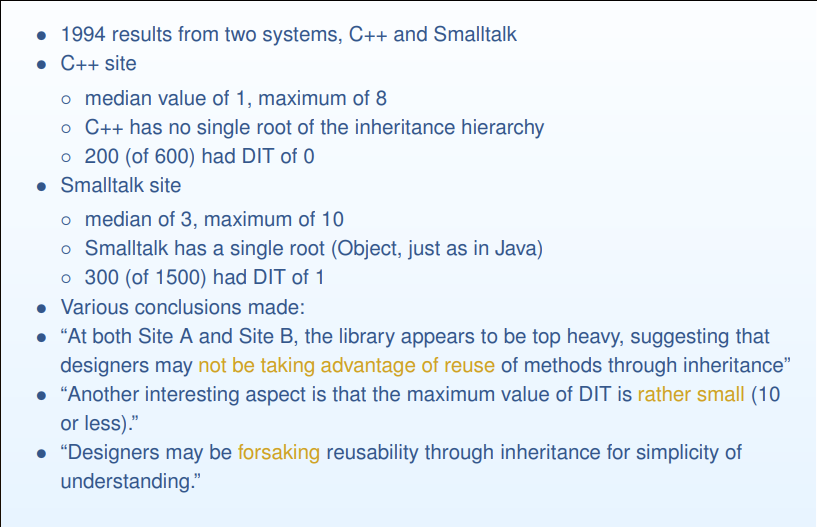 ● 1994 results from two systems, C++ and Smalltalk
● C++ site
○ median value of 1, maximum of 8
○ C++ has no single root of the inheritance hierarchy
○ 200 (of 600) had DIT of 0
● Smalltalk site
○ median of 3, maximum of 10
○ Smalltalk has a single root (Object, just as in Java)
○ 300 (of 1500) had DIT of 1
● Various conclusions made:
● “At both Site A and Site B, the library appears to be top heavy, suggesting that
designers may not be taking advantage of reuse of methods through inheritance”
● “Another interesting aspect is that the maximum value of DIT is rather small (10
or less).”
● “Designers may be forsaking reusability through inheritance for simplicity of
understanding.”